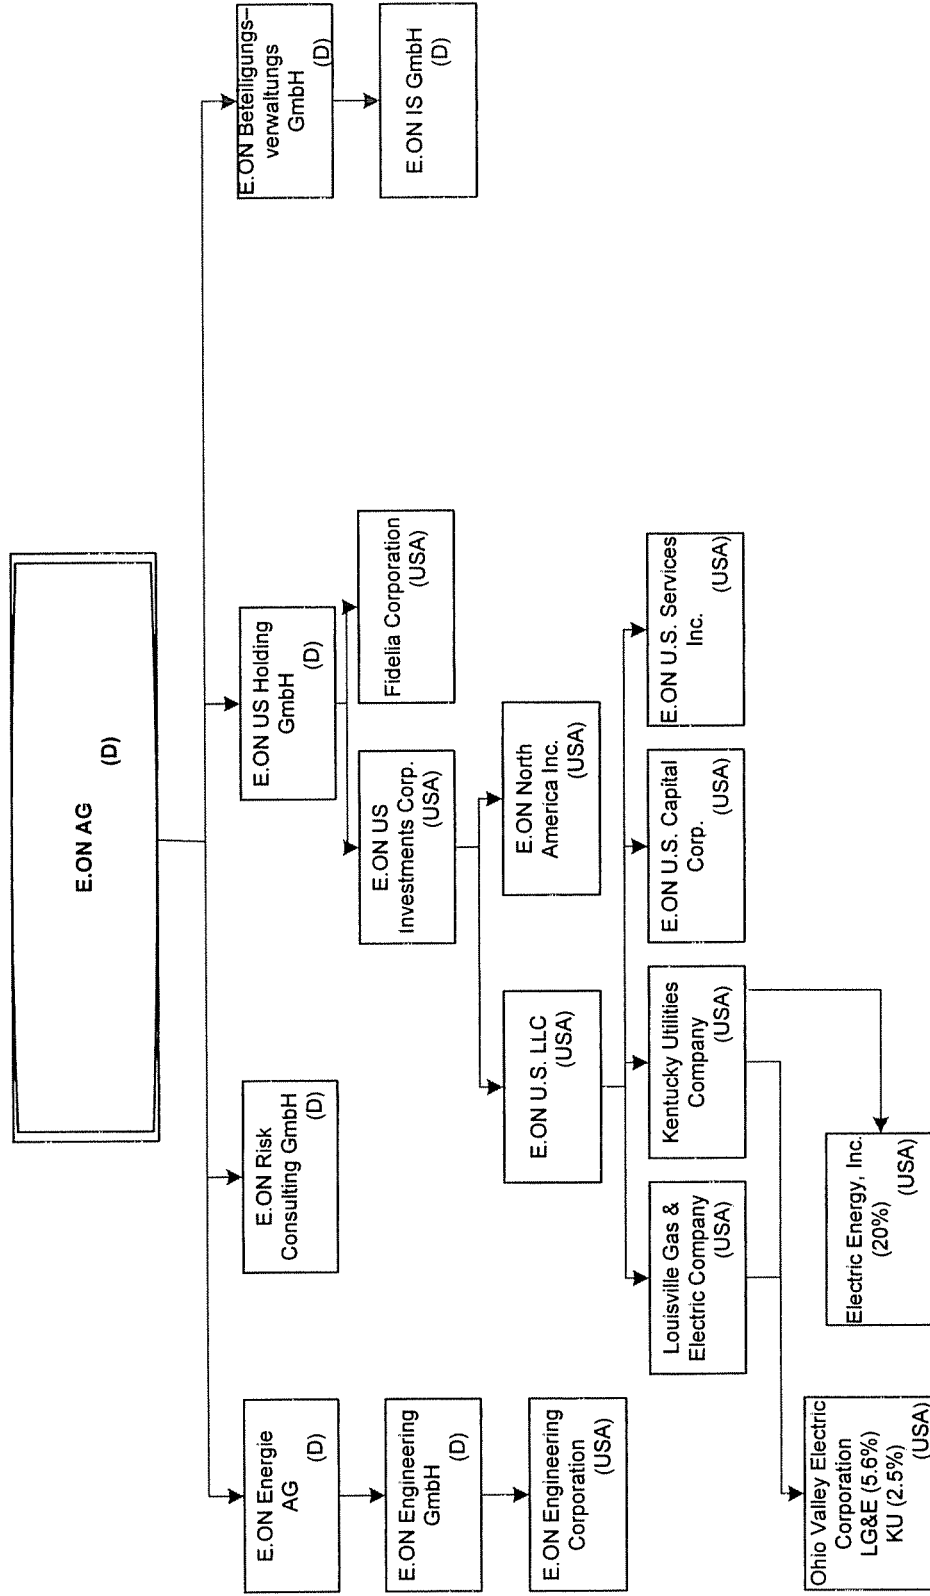 E.ON AG
(D)
E.ON Energie
AG
(D)
E.ON Risk
Consulting GmbH
(D)
E.ON US Holding
GmbH
(D)
E.ON Beteiligungs–
verwaltungs
GmbH
(D)
E.ON Engineering
GmbH
(D)
E.ON US
Investments Corp.
(USA)
Fidelia Corporation
(USA)
E.ON IS GmbH
(D)
E.ON Engineering
Corporation
(USA)
E.ON U.S. LLC
(USA)
E.ON North
America Inc.
(USA)
Louisville Gas &
Electric Company
(USA)
Kentucky Utilities
Company
(USA)
E.ON U.S. Capital
Corp.
(USA)
E.ON U.S. Services
Inc.
(USA)
Ohio Valley Electric
Corporation
LG&E (5.6%)
KU (2.5%)
(USA)
Electric Energy, Inc.
(20%)
(USA)